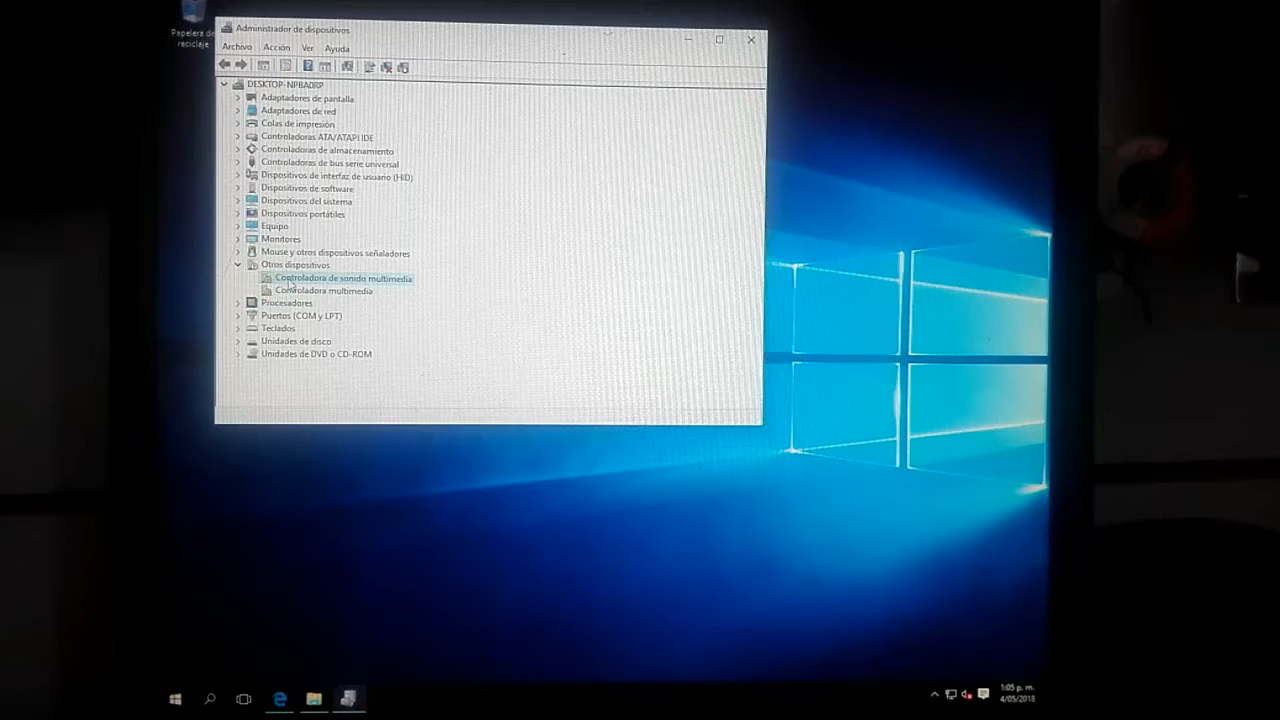 Papelera de
reciclaje
Administrador de dispositivos
Archivo Acción Ver Ayuda
DESKTOP-NPBA0RP
Adaptadores de pantalla
Adaptadores de red
Colas de impresión
Controladoras ATA/ATAPI IDE
Controladoras de almacenamiento
Controladoras de bus serie universal
Dispositivos de interfaz de usuario (HID)
Dispositivos de software
Dispositivos del sistema
Dispositivos portátiles
Equipo
Monitores
Mouse y otros dispositivos señaladores
Otros dispositivos
Controladora de sonido multimedia
Controladora multimedia
Procesadores
Puertos (COM y LPT)
Teclados
Unidades de disco
Unidades de DVD o CD-ROM
1:05 p. m.
4/05/2018